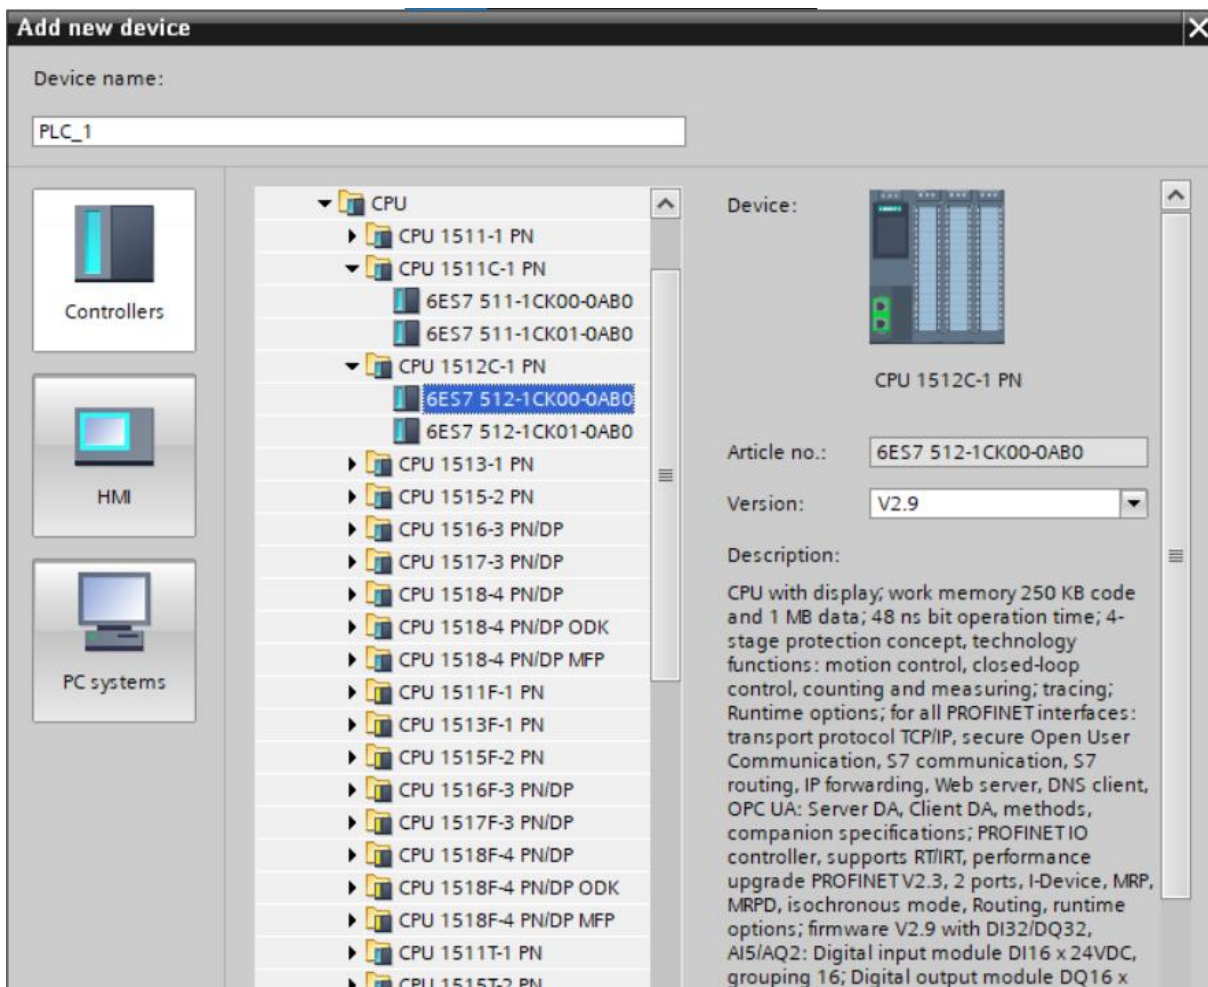 Add new device
Device name:
PLC_1
Controllers
HMI
PC systems
CPU
CPU 1511-1 PN
CPU 1511C-1 PN
6ES7 511-1CK00-0AB0
6ES7 511-1CK01-0AB0
CPU 1512C-1 PN
6ES7 512-1CK00-0AB0
6ES7 512-1CK01-0AB0
CPU 1513-1 PN
CPU 1515-2 PN
CPU 1516-3 PN/DP
CPU 1517-3 PN/DP
CPU 1518-4 PN/DP
CPU 1518-4 PN/DP ODK
CPU 1518-4 PN/DP MFP
CPU 1511F-1 PN
CPU 1513F-1 PN
CPU 1515F-2 PN
CPU 1516F-3 PN/DP
CPU 1517F-3 PN/DP
CPU 1518F-4 PN/DP
CPU 1518F-4 PN/DP ODK
CPU 1518F-4 PN/DP MFP
CPU 1511T-1 PN
CPU 1515T-2 PN
Device:
CPU 1512C-1 PN
Article no.: 6ES7 512-1CK00-0AB0
Version: V2.9
Description:
CPU with display; work memory 250 KB code
and 1 MB data; 48 ns bit operation time; 4-
stage protection concept, technology
functions: motion control, closed-loop
control, counting and measuring; tracing;
Runtime options; for all PROFINET interfaces:
transport protocol TCP/IP, secure Open User
Communication, S7 communication, S7
routing, IP forwarding, Web server, DNS client,
OPC UA: Server DA, Client DA, methods,
companion specifications; PROFINET IO
controller, supports RT/IRT, performance
upgrade PROFINET V2.3, 2 ports, I-Device, MRP,
MRPD, isochronous mode, Routing, runtime
options; firmware V2.9 with DI32/DQ32,
AI5/AQ2: Digital input module DI16 x 24VDC,
grouping 16; Digital output module DQ16 x